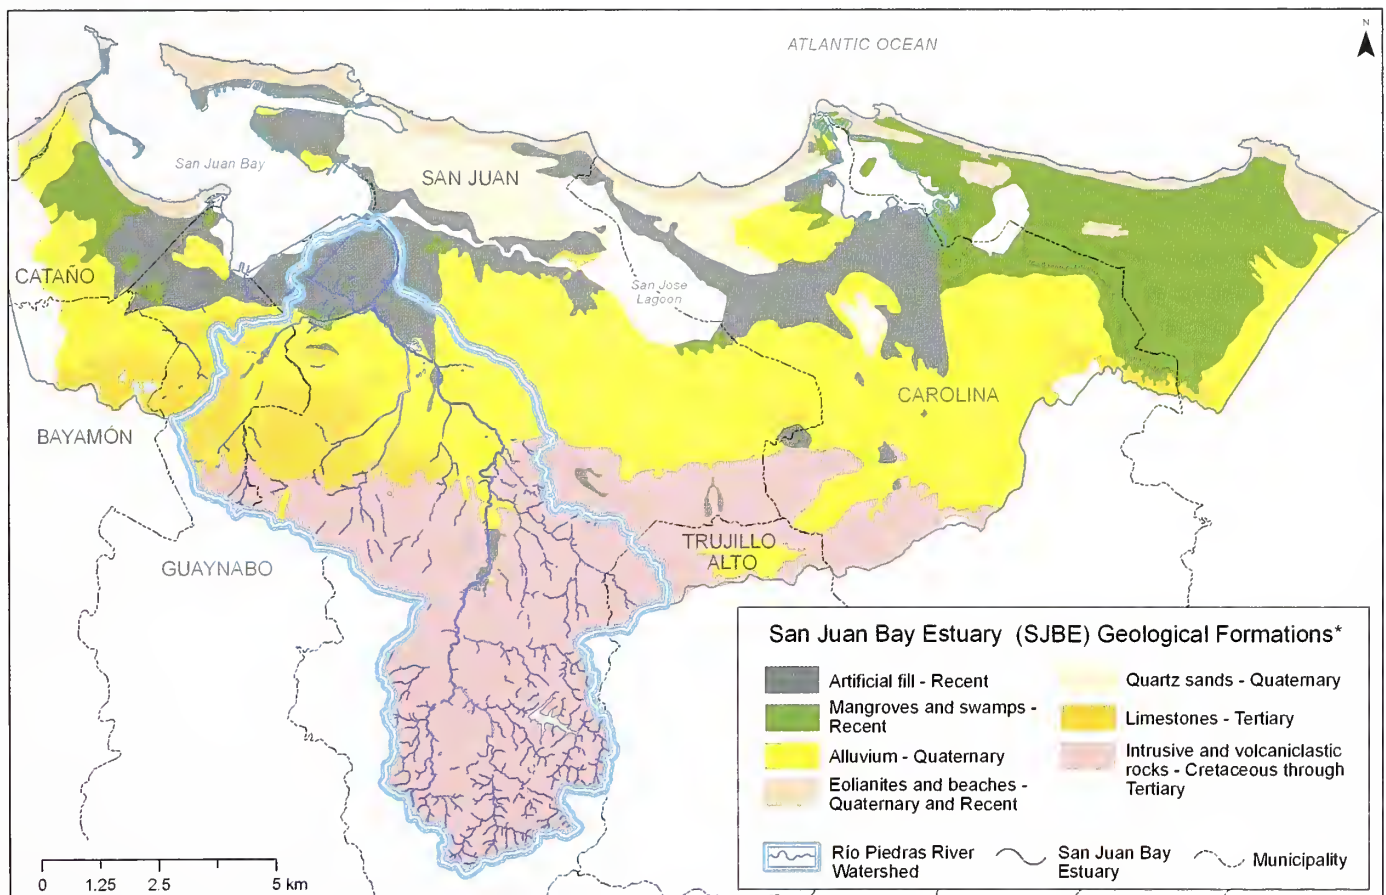 N
ATLANTIC OCEAN
San Juan Bay
SAN JUAN
CATAÑO
San Jose
Lagoon
CAROLINA
BAYAMÓN
TRUJILLO
ALTO
GUAYNABO
San Juan Bay Estuary (SJBE) Geological Formations*
Artificial fill - Recent
Mangroves and swamps -
Recent
Alluvium - Quaternary
Eolianites and beaches -
Quaternary and Recent
Quartz sands - Quaternary
Limestones - Tertiary
Intrusive and volcaniclastic
rocks - Cretaceous through
Tertiary
Río Piedras River
Watershed
San Juan Bay
Estuary
Municipality
0 1.25 2.5 5 km